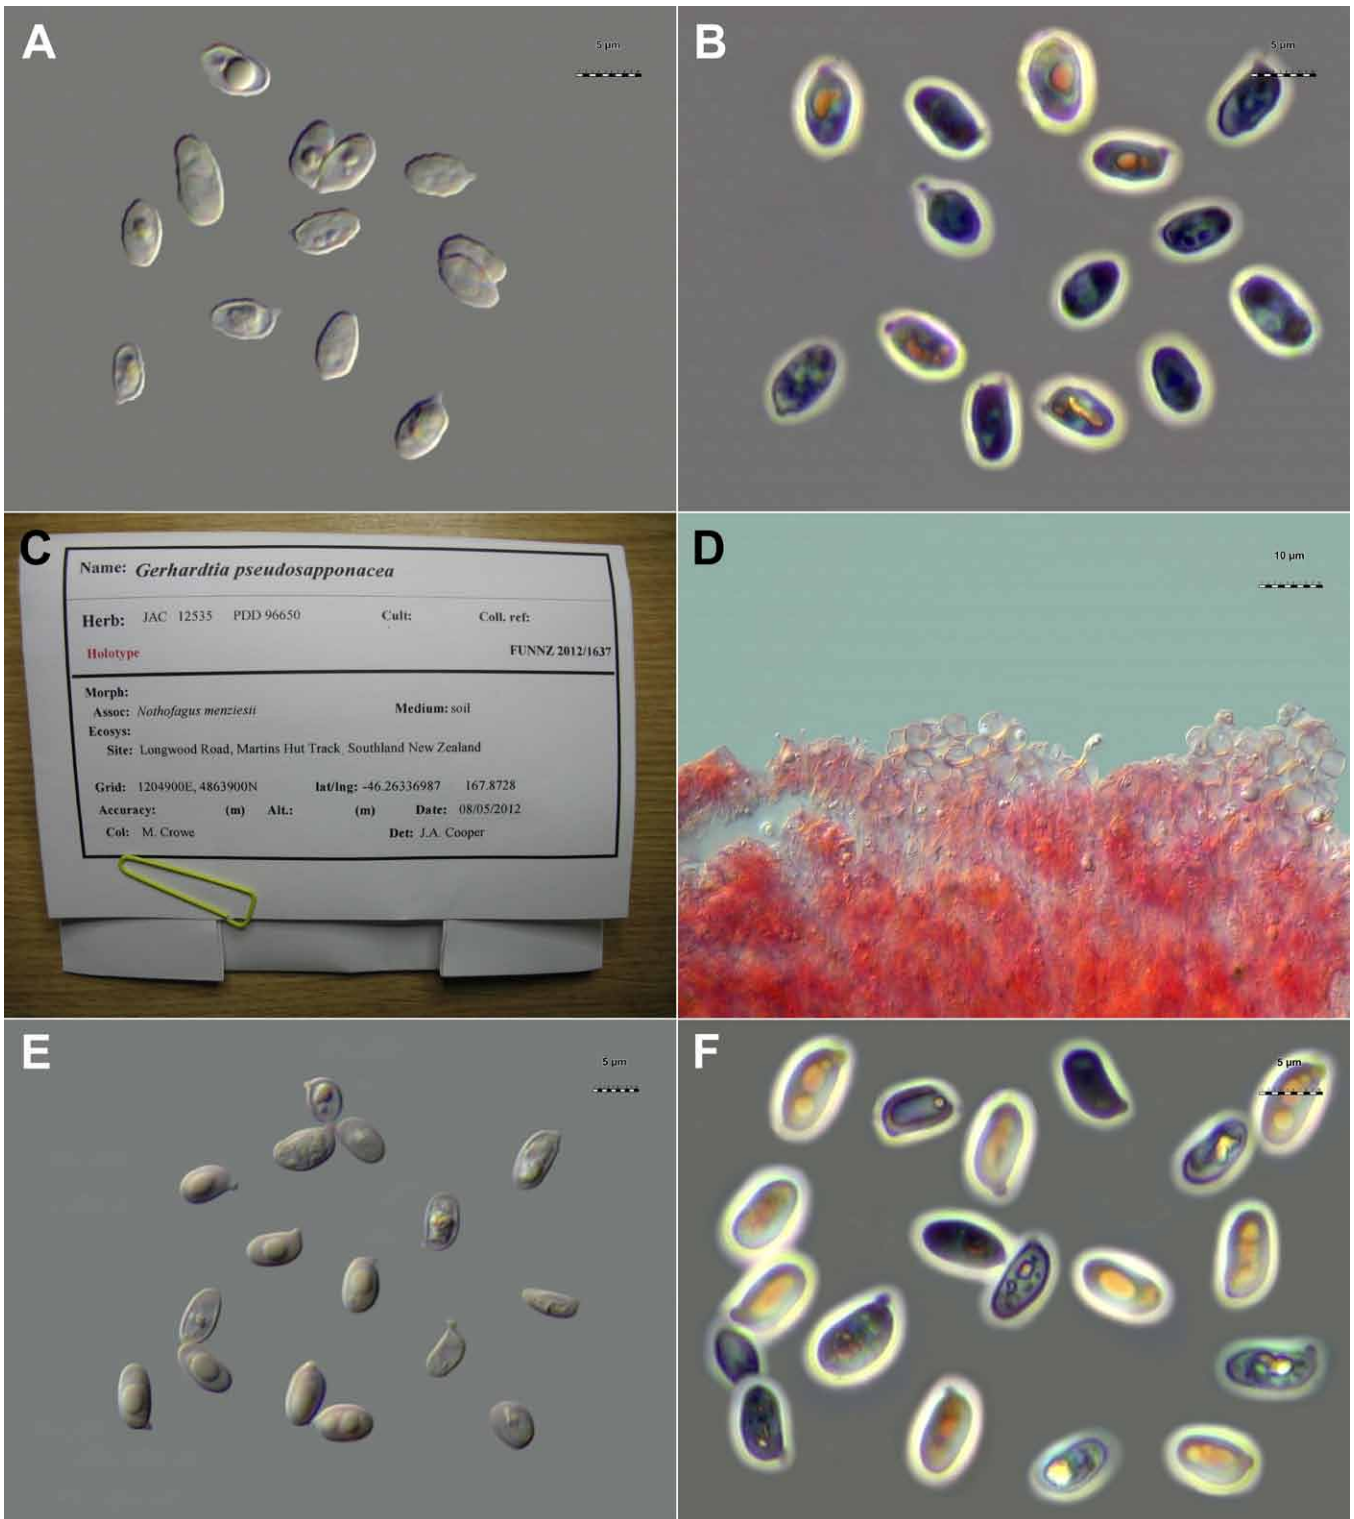 A
5 µm
B
5 µm
C
Name: Gerhardtia pseudosapponacea
Herb: JAC 12535 PDD 96650 Cult: Coll. ref:
Holotype FUNNZ 2012/1637
Morph:
Assoc: Nothofagus menziesii Medium: soil
Ecosys:
Site: Longwood Road, Martins Hut Track, Southland New Zealand
Grid: 1204900E, 4863900N lat/lng: -46.26336987 167.8728
Accuracy: (m) Alt.: (m) Date: 08/05/2012
Col: M. Crowe Det: J.A. Cooper
D
10 µm
E
5 µm
F
5 µm